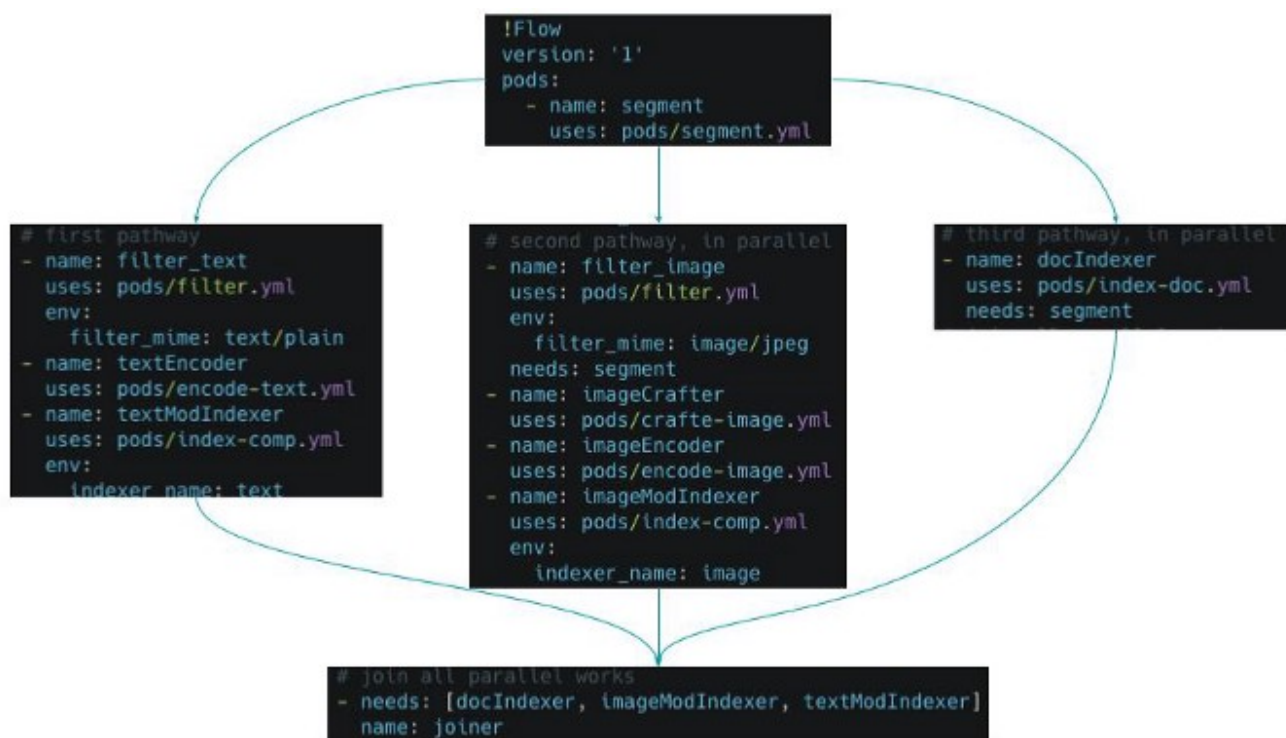 !Flow
version: '1'
pods:
- name: segment
uses: pods/segment.yml
# first pathway
- name: filter_text
uses: pods/filter.yml
env:
filter_mime: text/plain
- name: textEncoder
uses: pods/encode-text.yml
- name: textModIndexer
uses: pods/index-comp.yml
env:
indexer_name: text
# second pathway, in parallel
- name: filter_image
uses: pods/filter.yml
env:
filter_mime: image/jpeg
needs: segment
- name: imageCrafter
uses: pods/crafte-image.yml
- name: imageEncoder
uses: pods/encode-image.yml
- name: imageModIndexer
uses: pods/index-comp.yml
env:
indexer_name: image
# third pathway, in parallel
- name: docIndexer
uses: pods/index-doc.yml
needs: segment
# join all parallel works
- needs: [docIndexer, imageModIndexer, textModIndexer]
name: joiner